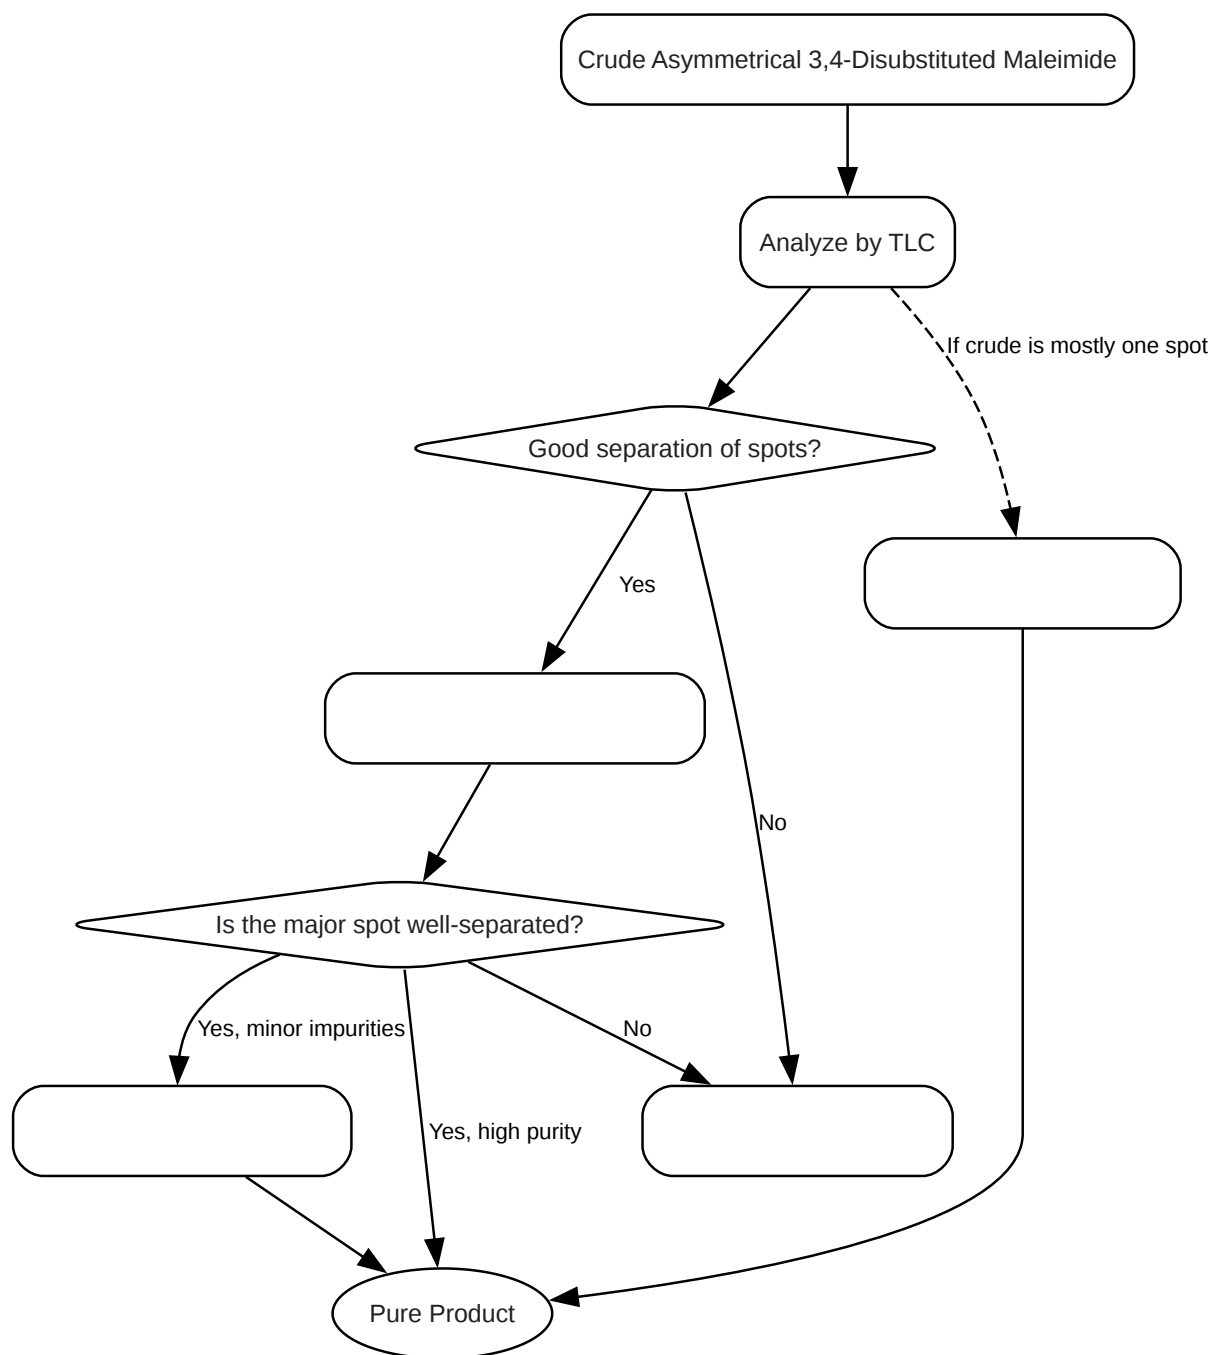 Crude Asymmetrical 3,4-Disubstituted Maleimide
Analyze by TLC
If crude is mostly one spot
Good separation of spots?
Yes
No
Is the major spot well-separated?
Yes, minor impurities
No
Yes, high purity
Pure Product